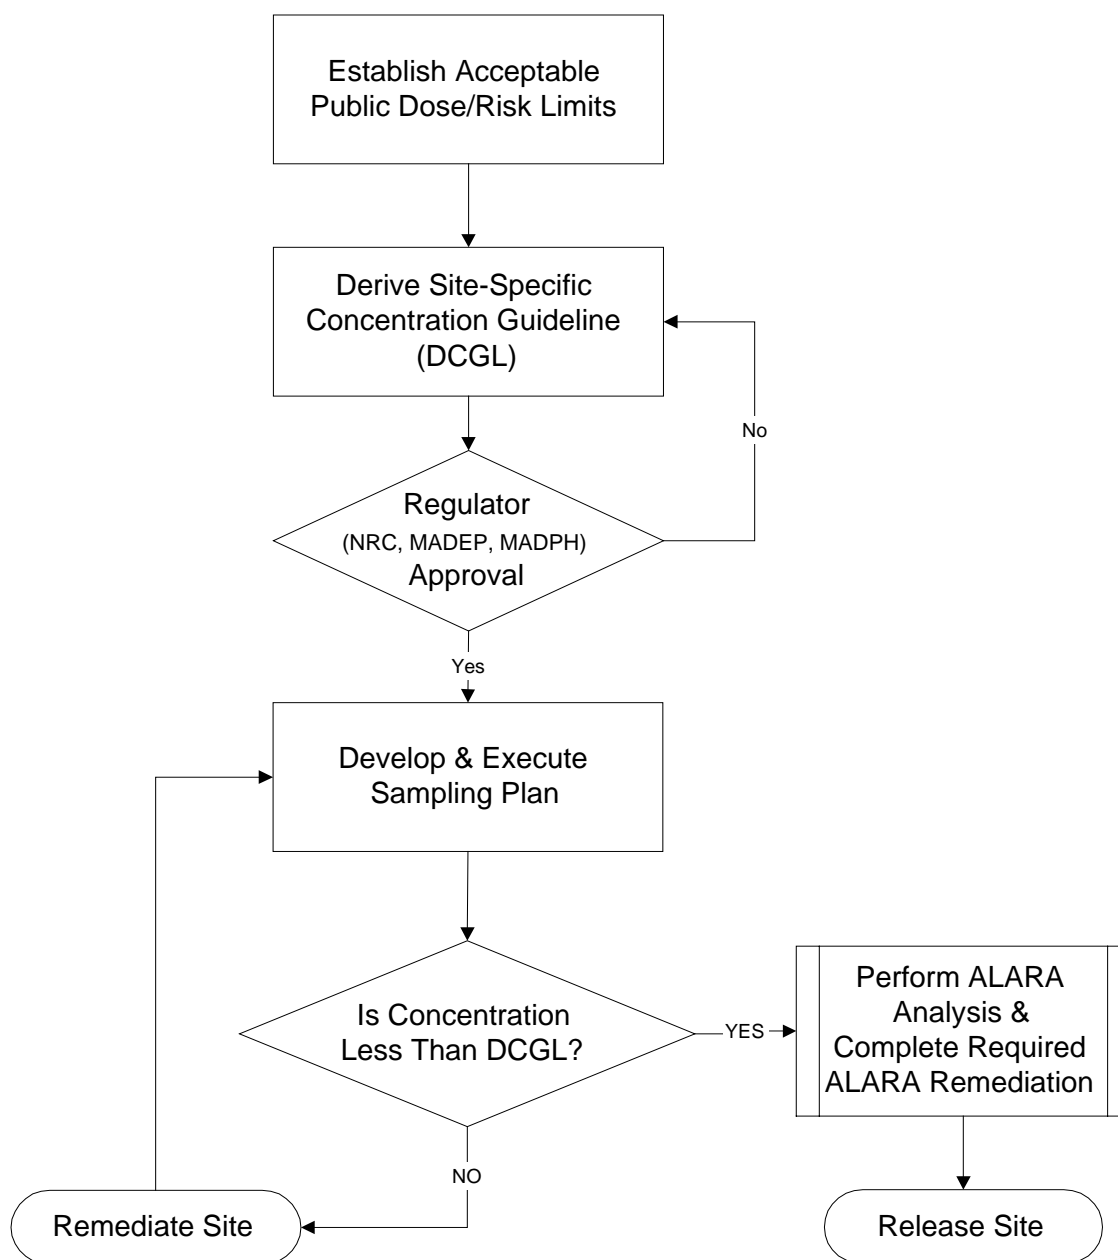 Establish Acceptable
Public Dose/Risk Limits
Derive Site-Specific
Concentration Guideline
(DCGL)
No
Regulator
(NRC, MADEP, MADPH)
Approval
Yes
Develop & Execute
Sampling Plan
Is Concentration
Less Than DCGL?
YES
Perform ALARA
Analysis &
Complete Required
ALARA Remediation
NO
Remediate Site
Release Site